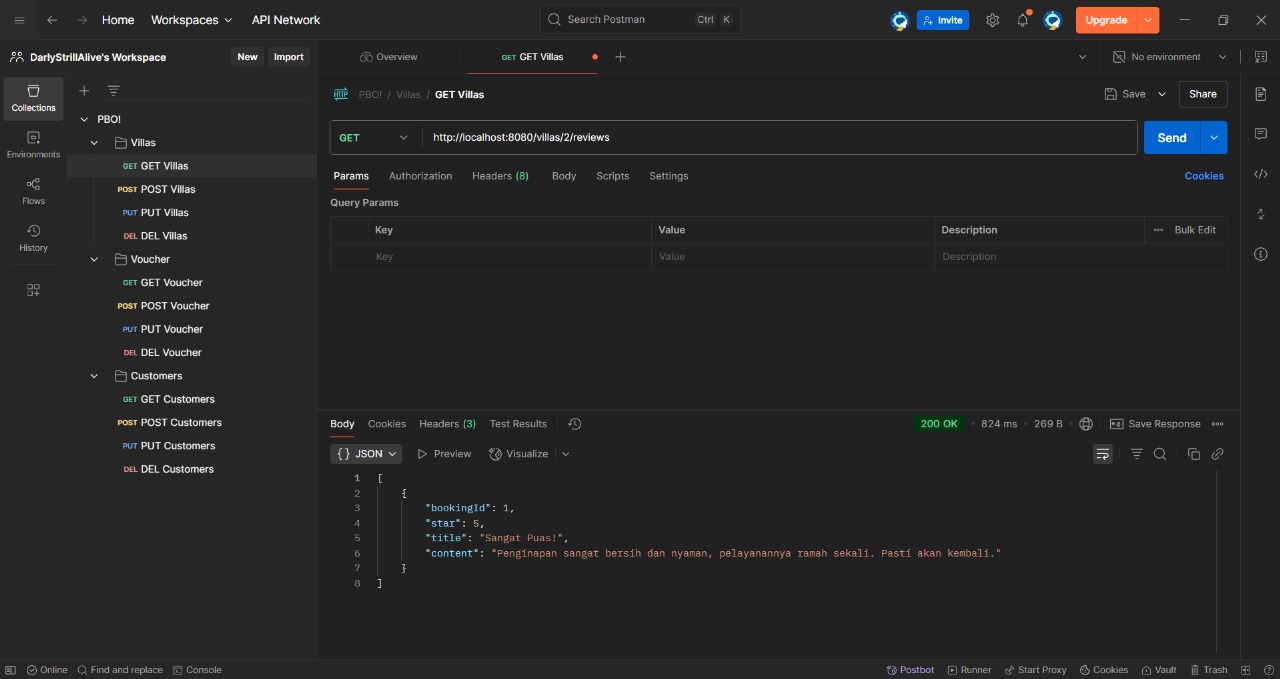 Home Workspaces API Network Search Postman Ctrl K Invite Upgrade
DarlyStrillAlive's Workspace New Import Overview GET GET Villas No environment
Collections
Environments
Flows
History
PBO!
Villas
GET GET Villas
POST POST Villas
PUT PUT Villas
DEL DEL Villas
Voucher
GET GET Voucher
POST POST Voucher
PUT PUT Voucher
DEL DEL Voucher
Customers
GET GET Customers
POST POST Customers
PUT PUT Customers
DEL DEL Customers
HTTP PBO! / Villas / GET Villas Save Share
GET http://localhost:8080/villas/2/reviews Send
Params Authorization Headers (8) Body Scripts Settings Cookies
Query Params
Key Value Description Bulk Edit
Key Value Description
Body Cookies Headers (3) Test Results 200 OK • 824 ms • 269 B • Save Response
{} JSON Preview Visualize
1 [
2 {
3 "bookingId": 1,
4 "star": 5,
5 "title": "Sangat Puas!",
6 "content": "Penginapan sangat bersih dan nyaman, pelayanannya ramah sekali. Pasti akan kembali."
7 }
8 ]
Online Find and replace Console Postbot Runner Start Proxy Cookies Vault Trash